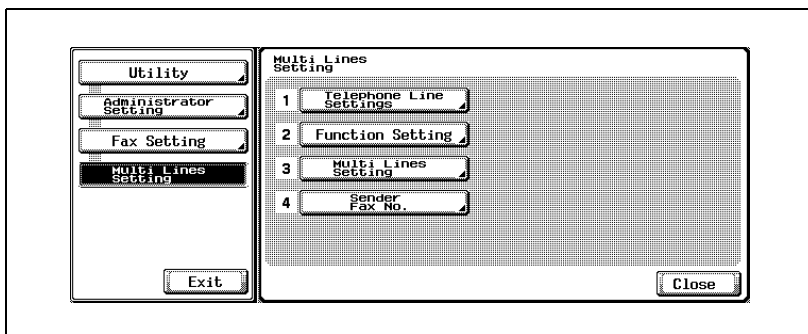 Utility
Administrator
Setting
Fax Setting
Multi Lines
Setting
Exit
Multi Lines
Setting
1 Telephone Line
Settings
2 Function Setting
3 Multi Lines
Setting
4 Sender
Fax No.
Close